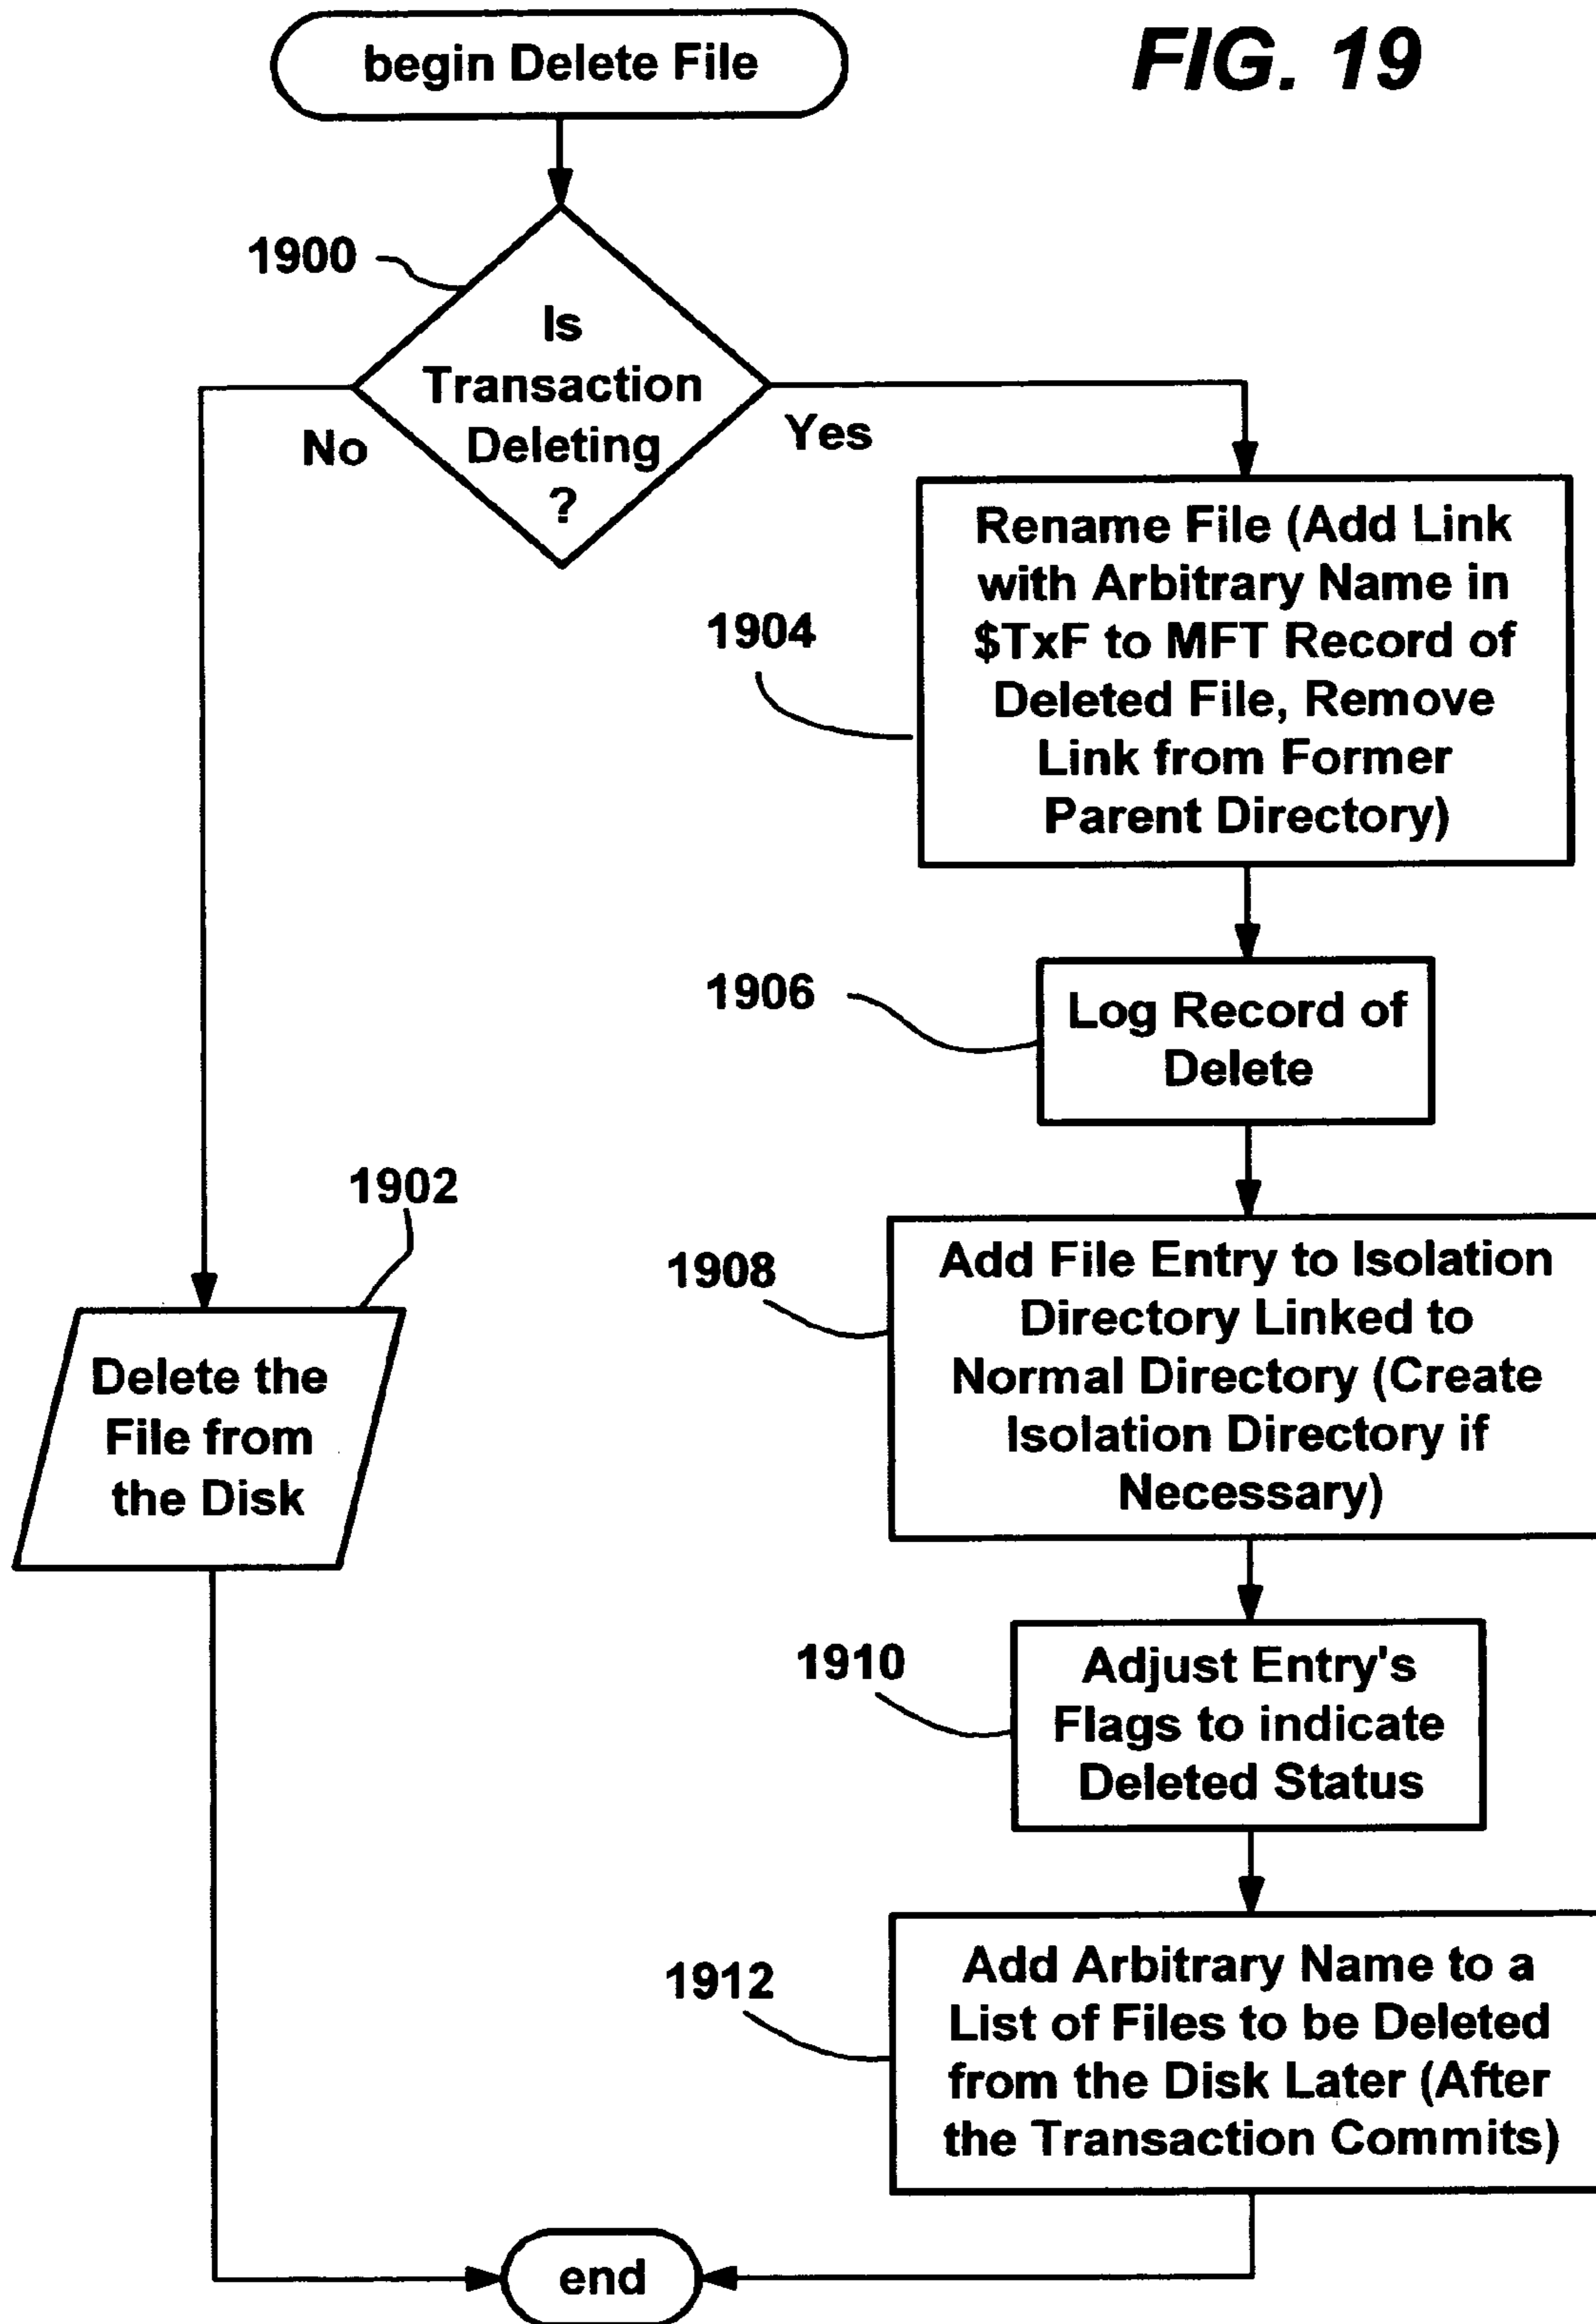 begin Delete File
FIG. 19
1900
Is
Transaction
Deleting
?
No
Yes
Rename File (Add Link
with Arbitrary Name in
$TxF to MFT Record of
Deleted File, Remove
Link from Former
Parent Directory)
1904
1906
Log Record of
Delete
1902
Delete the
File from
the Disk
1908
Add File Entry to Isolation
Directory Linked to
Normal Directory (Create
Isolation Directory if
Necessary)
1910
Adjust Entry's
Flags to indicate
Deleted Status
1912
Add Arbitrary Name to a
List of Files to be Deleted
from the Disk Later (After
the Transaction Commits)
end